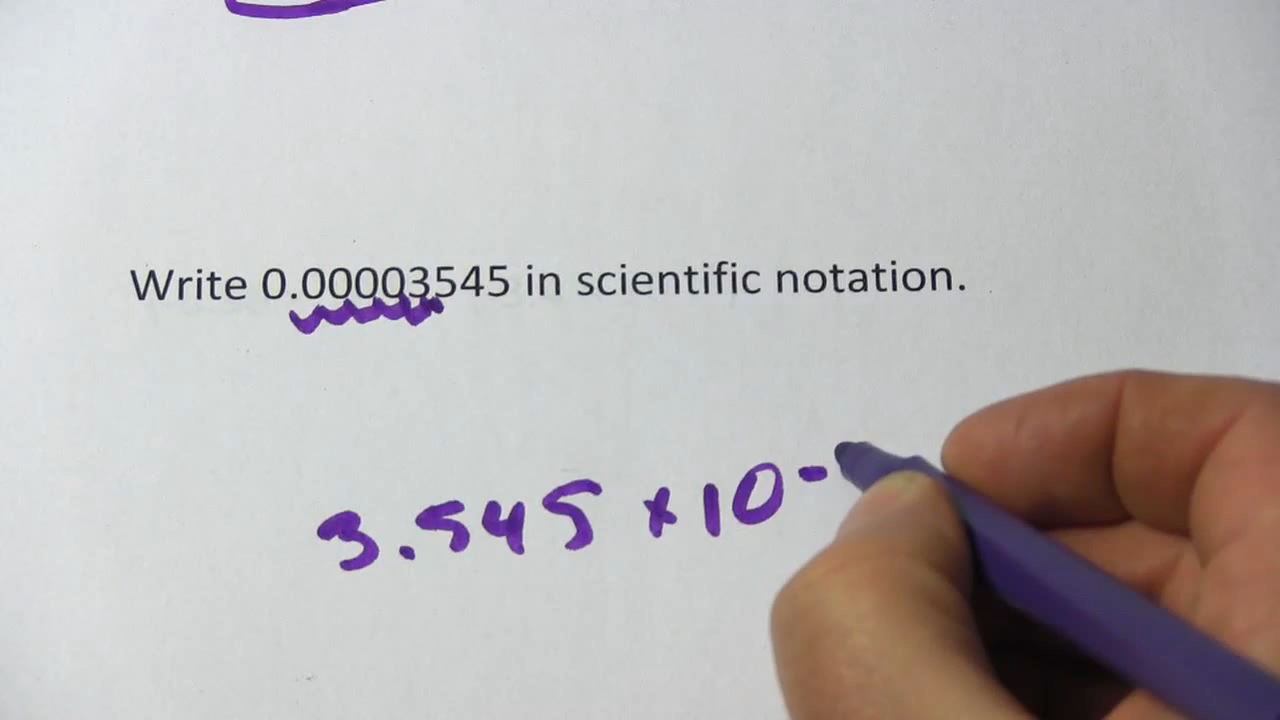 Write 0.00003545 in scientific notation.
3.545 x 10 -